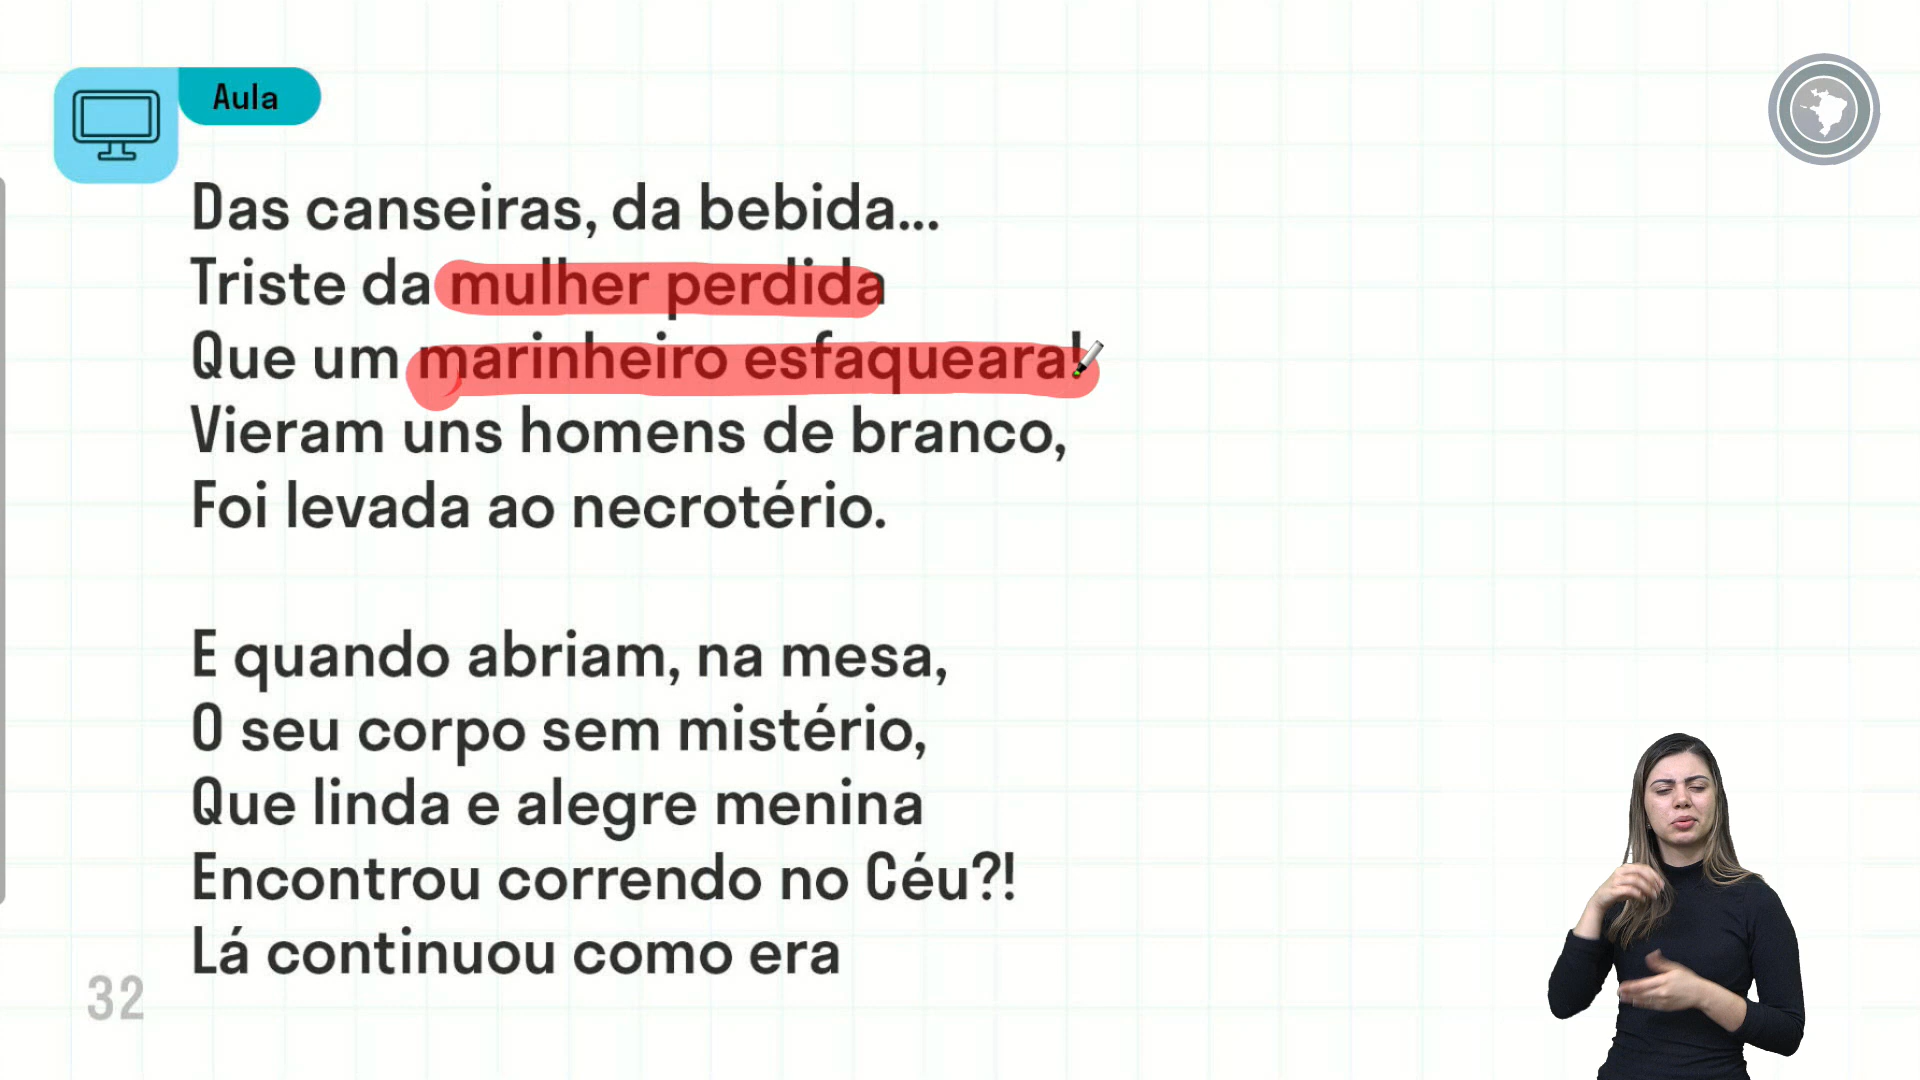 Aula
Das canseiras, da bebida...
Triste da mulher perdida
Que um marinheiro esfaqueara!
Vieram uns homens de branco,
Foi levada ao necrotério.
E quando abriam, na mesa,
O seu corpo sem mistério,
Que linda e alegre menina
Encontrou correndo no Céu?!
Lá continuou como era
32